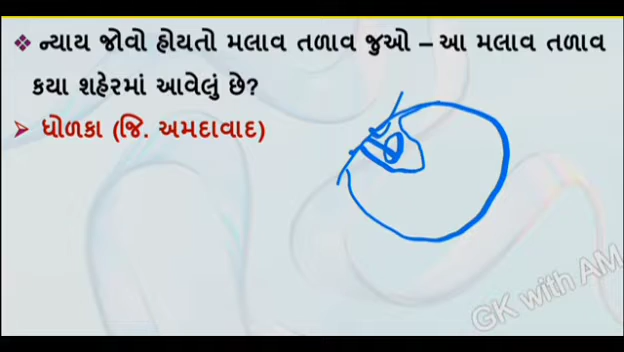 ❖ ન્યાય જોવો હોયતો મલાવ તળાવ જુઓ – આ મલાવ તળાવ
કયા શહેરમાં આવેલું છે?
➢ ધોળકા (જિ. અમદાવાદ)
GK with AM